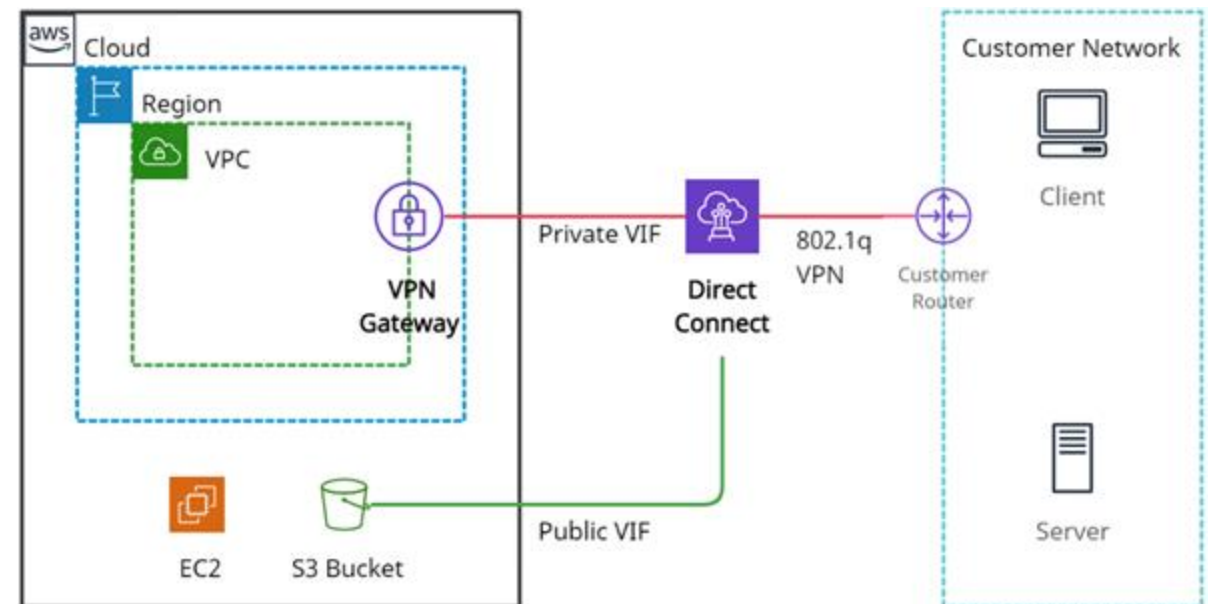 aws
Cloud
Customer Network
Region
VPC
Client
Private VIF
802.1q
VPN
Customer
Router
VPN
Gateway
Direct
Connect
Public VIF
Server
EC2
S3 Bucket